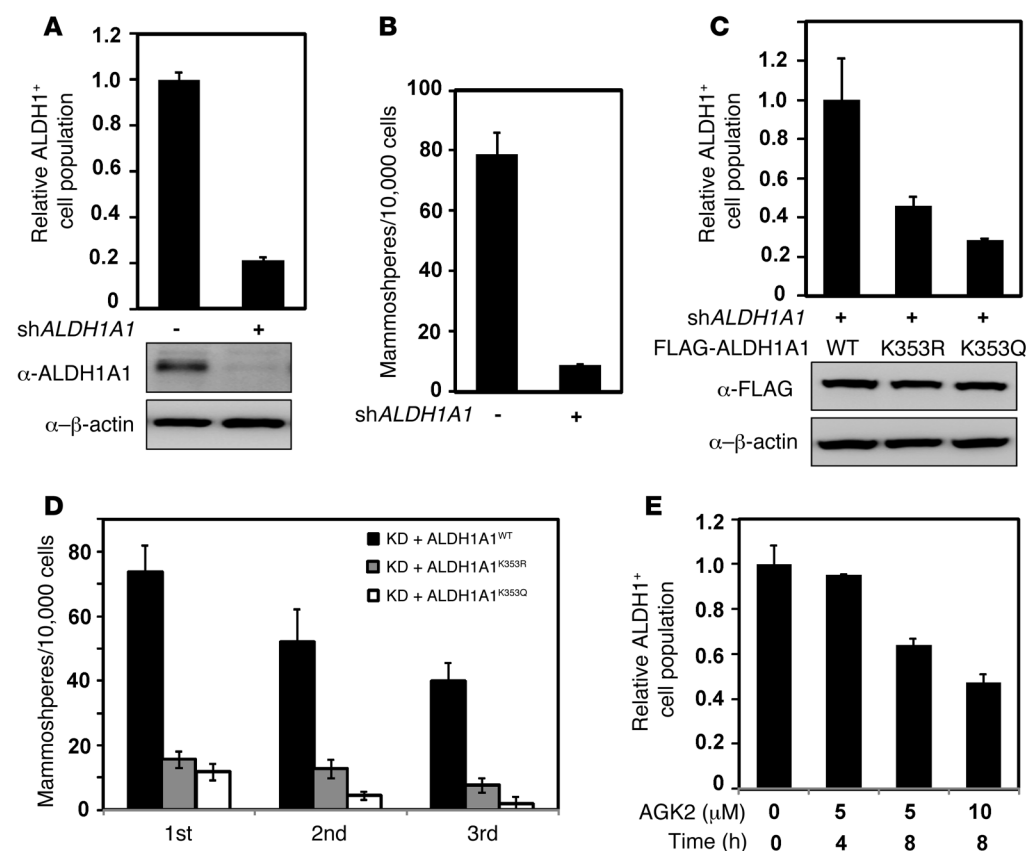 A
Relative ALDH1+
cell population
1.2
1.0
0.8
0.6
0.4
0.2
0
shALDH1A1 - +
α-ALDH1A1
α–β-actin
B
Mammoshperes/10,000 cells
100
80
60
40
20
0
shALDH1A1 - +
C
Relative ALDH1+
cell population
1.2
1.0
0.8
0.6
0.4
0.2
0
shALDH1A1 + + +
FLAG-ALDH1A1 WT K353R K353Q
α-FLAG
α–β-actin
D
Mammoshperes/10,000 cells
80
60
40
20
0
KD + ALDH1A1WT
KD + ALDH1A1K353R
KD + ALDH1A1K353Q
1st 2nd 3rd
E
Relative ALDH1+
cell population
1.2
1.0
0.8
0.6
0.4
0.2
0
AGK2 (μM) 0 5 5 10
Time (h) 0 4 8 8